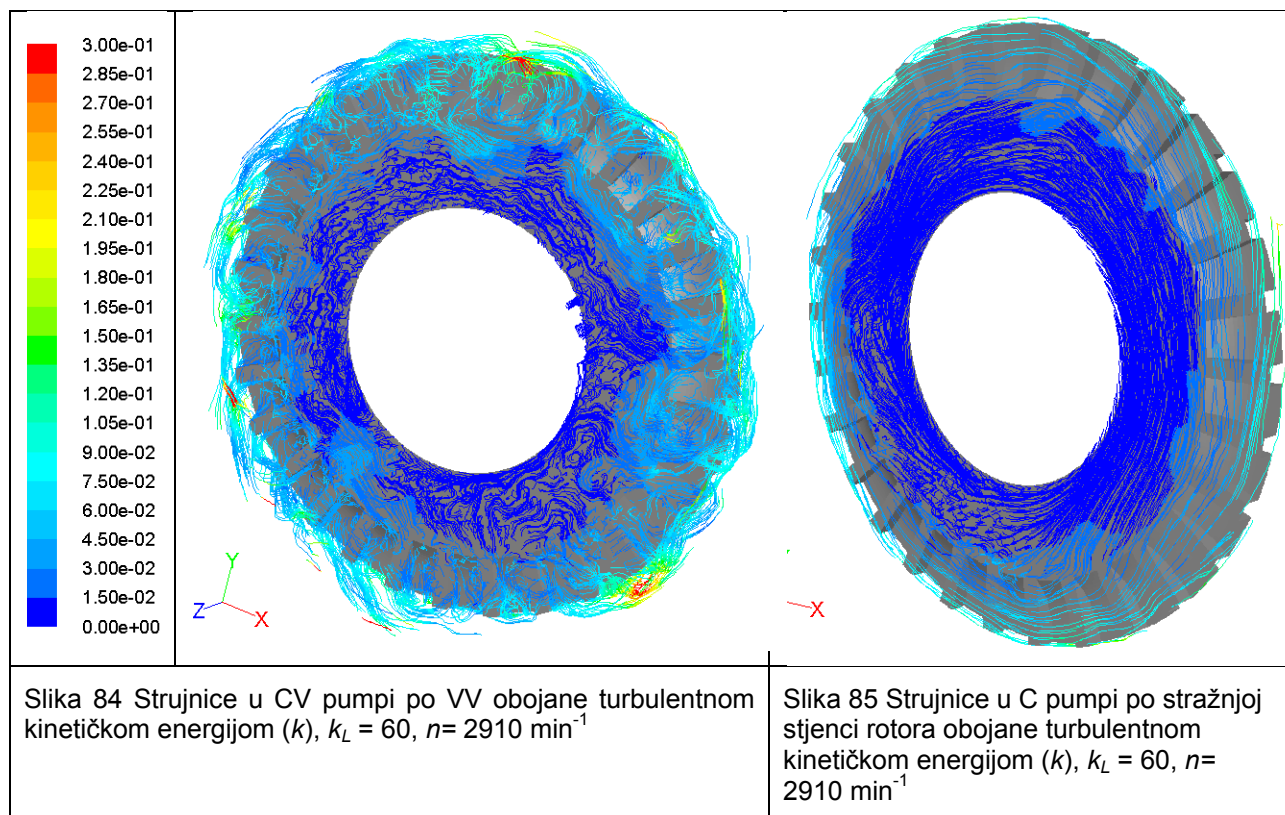 3.00e-01
2.85e-01
2.70e-01
2.55e-01
2.40e-01
2.25e-01
2.10e-01
1.95e-01
1.80e-01
1.65e-01
1.50e-01
1.35e-01
1.20e-01
1.05e-01
9.00e-02
7.50e-02
6.00e-02
4.50e-02
3.00e-02
1.50e-02
0.00e+00
Y
Z
X
X
Slika 84 Strujnice u CV pumpi po VV obojane turbulentnom
kinetičkom energijom (k), k_L = 60, n= 2910 min^-1
Slika 85 Strujnice u C pumpi po stražnjoj
stjenci rotora obojane turbulentnom
kinetičkom energijom (k), k_L = 60, n=
2910 min^-1